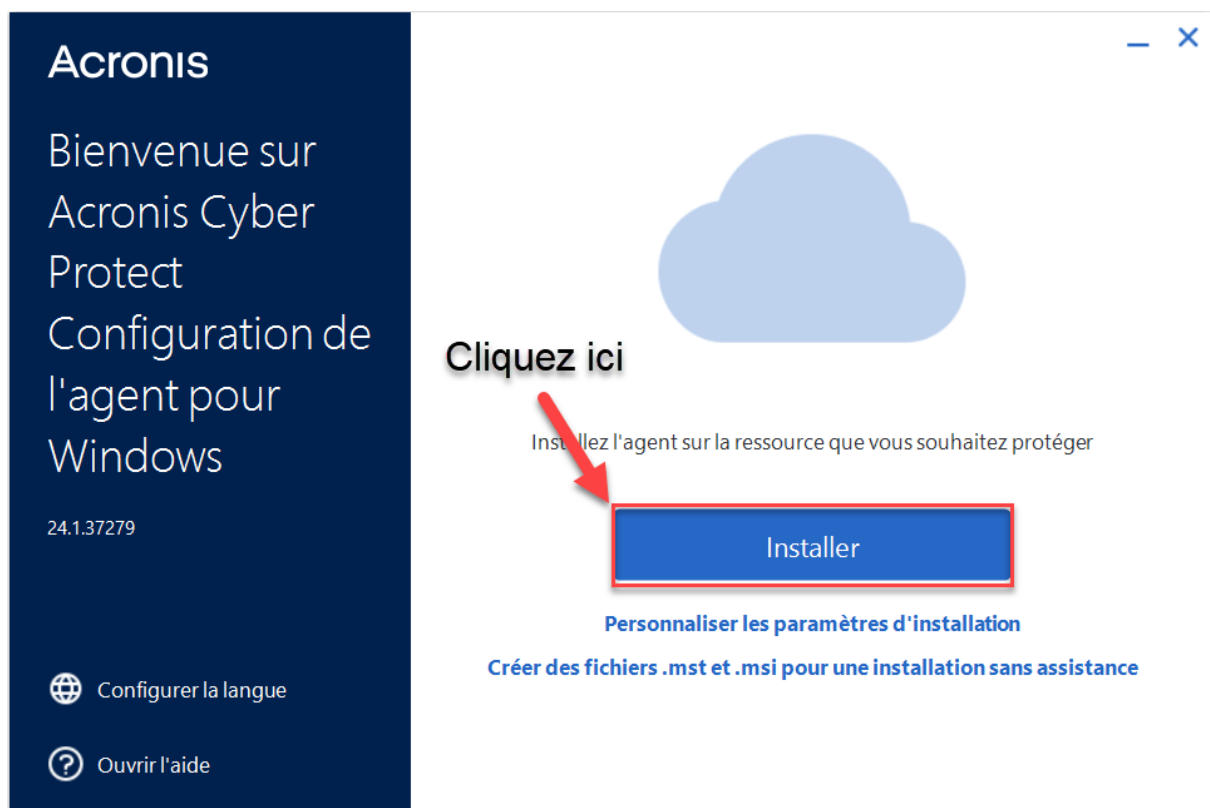 Acronis
Bienvenue sur
Acronis Cyber
Protect
Configuration de
l'agent pour
Windows
24.1.37279
Configurer la langue
Ouvrir l'aide
Cliquez ici
Installez l'agent sur la ressource que vous souhaitez protéger
Installer
Personnaliser les paramètres d'installation
Créer des fichiers .mst et .msi pour une installation sans assistance